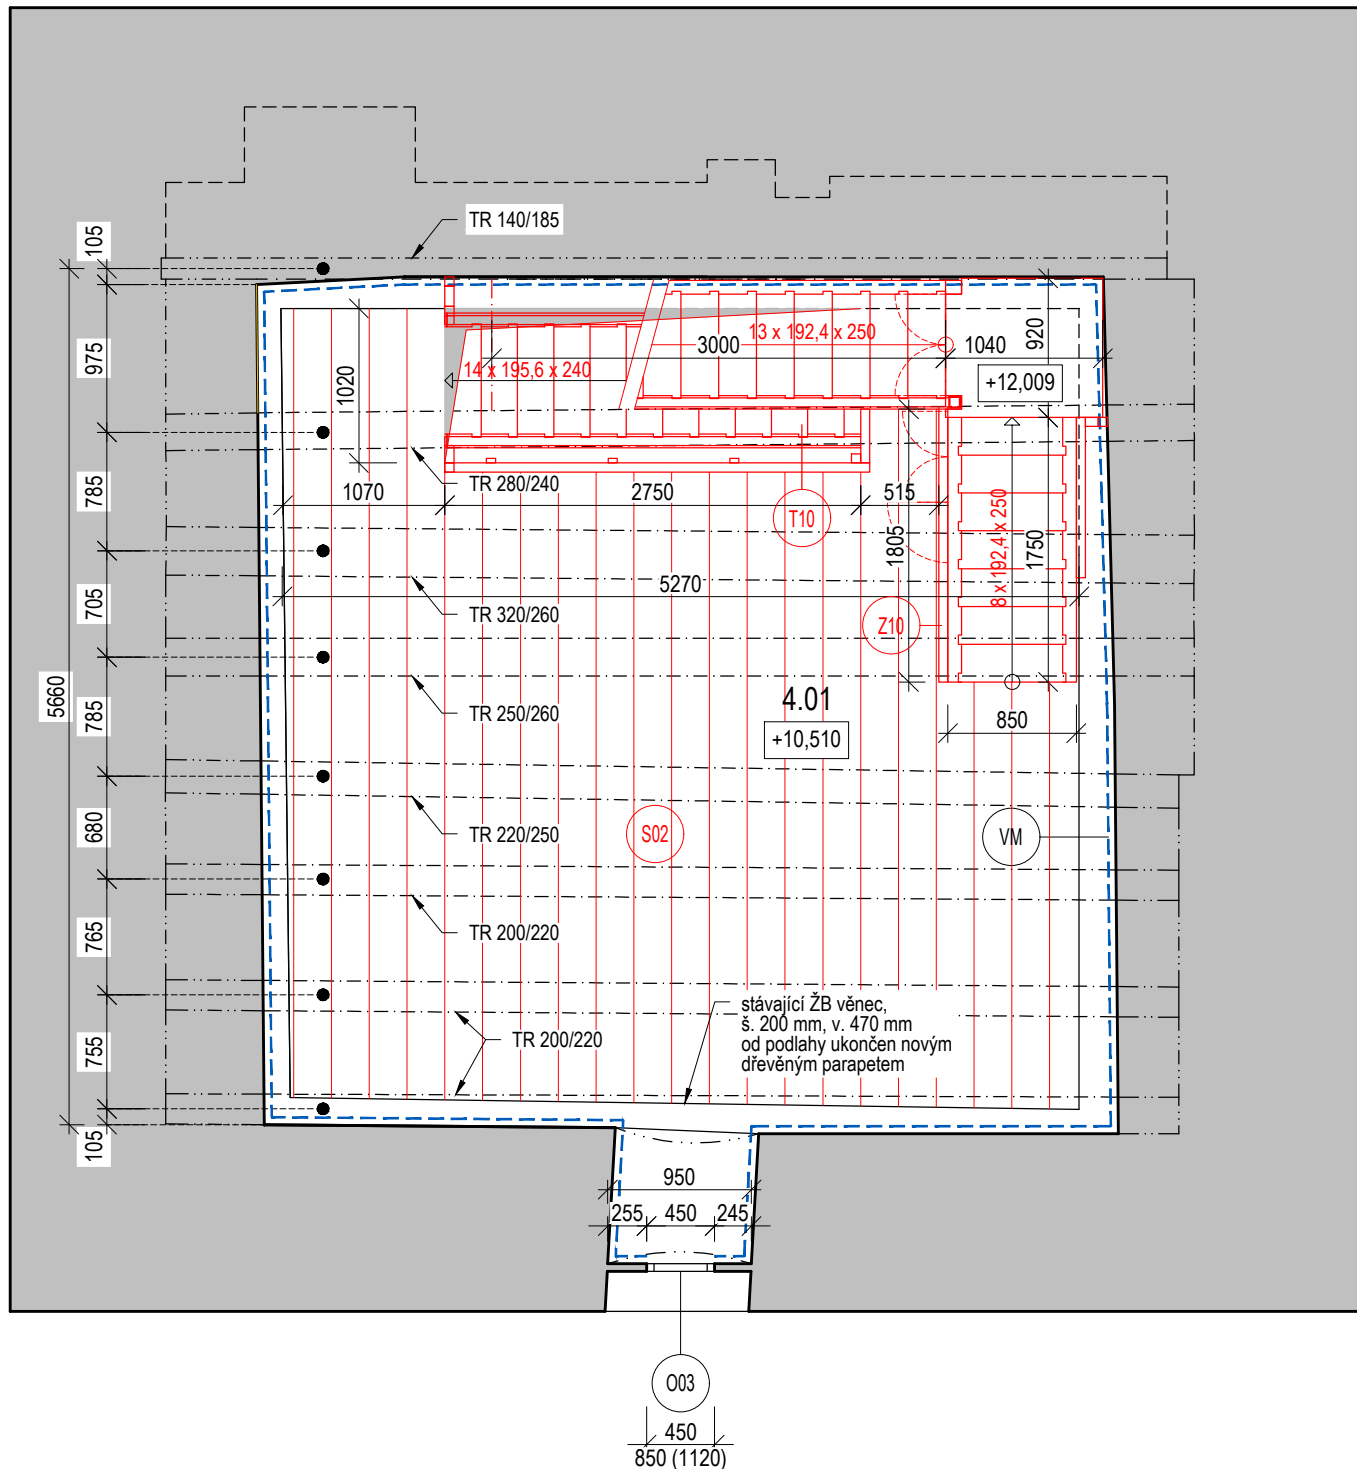 TR 140/185
105
975
785
705
785
680
765
755
105
5660
1020
14 x 195,6 x 240
3000
13 x 192,4 x 250
1040
920
+12,009
TR 280/240
1070
2750
515
T10
1805
8 x 192,4 x 250
1750
5270
TR 320/260
Z10
TR 250/260
4.01
+10,510
850
TR 220/250
S02
VM
TR 200/220
stávající ŽB věnec,
š. 200 mm, v. 470 mm
od podlahy ukončen novým
dřevěným parapetem
TR 200/220
950
255
450
245
O03
450
850 (1120)